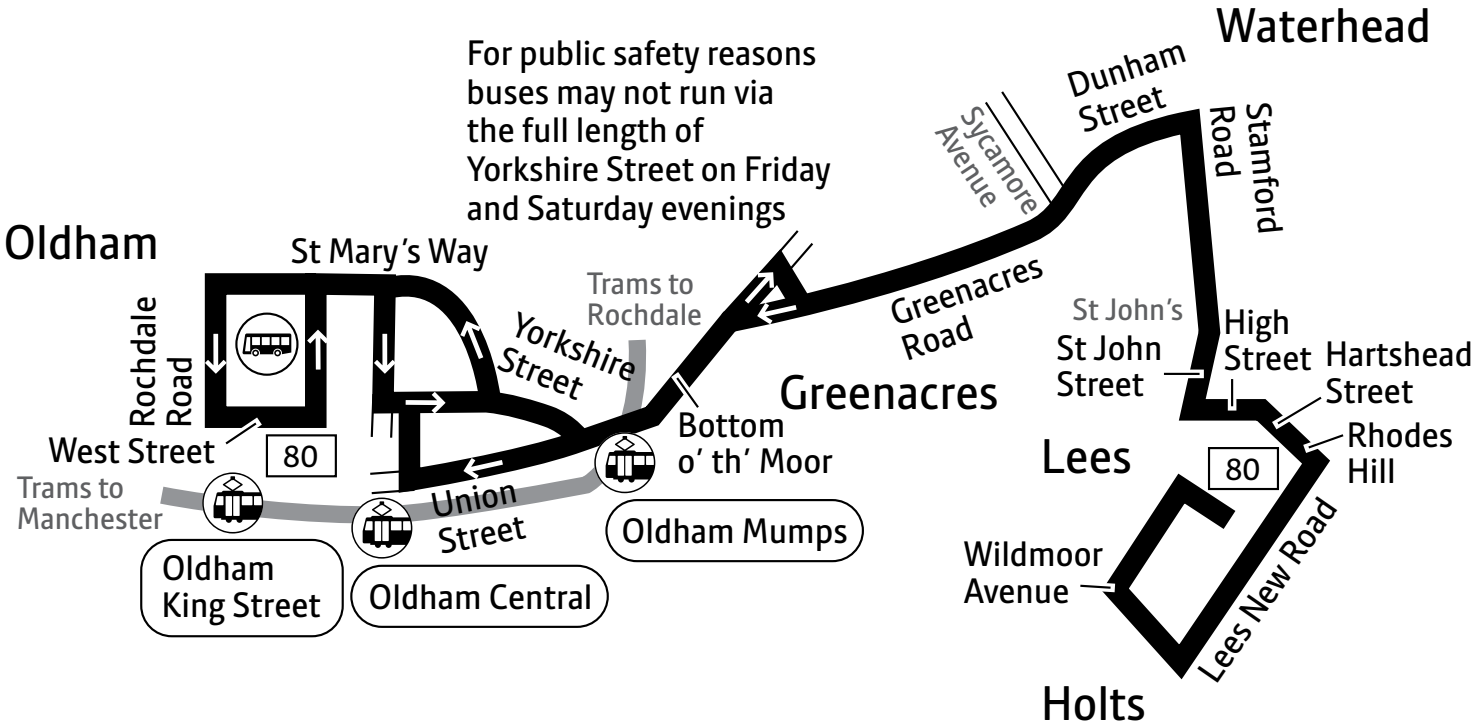 Waterhead
For public safety reasons
buses may not run via
the full length of
Yorkshire Street on Friday
and Saturday evenings
Dunham
Street
Sycamore
Avenue
Stamford
Road
Oldham
St Mary's Way
Rochdale
Road
Trams to
Rochdale
Yorkshire
Street
Greenacres
Road
St John's
St John
Street
High
Street
Hartshead
Street
Greenacres
West Street
80
Bottom
o' th' Moor
Lees
80
Rhodes
Hill
Trams to
Manchester
Union
Street
Oldham Mumps
Oldham
King Street
Oldham Central
Wildmoor
Avenue
Lees New Road
Holts